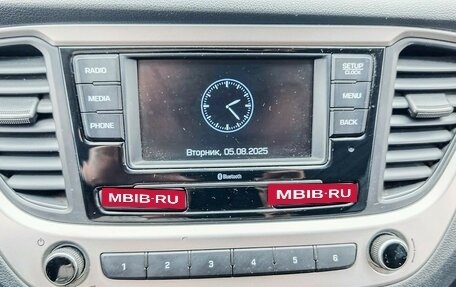 RADIO
SETUP
CLOCK
MEDIA
MENU
PHONE
BACK
Вторник, 05.08.2025
Bluetooth
MBIB-RU
MBIB-RU
1 2 3 4 5 6